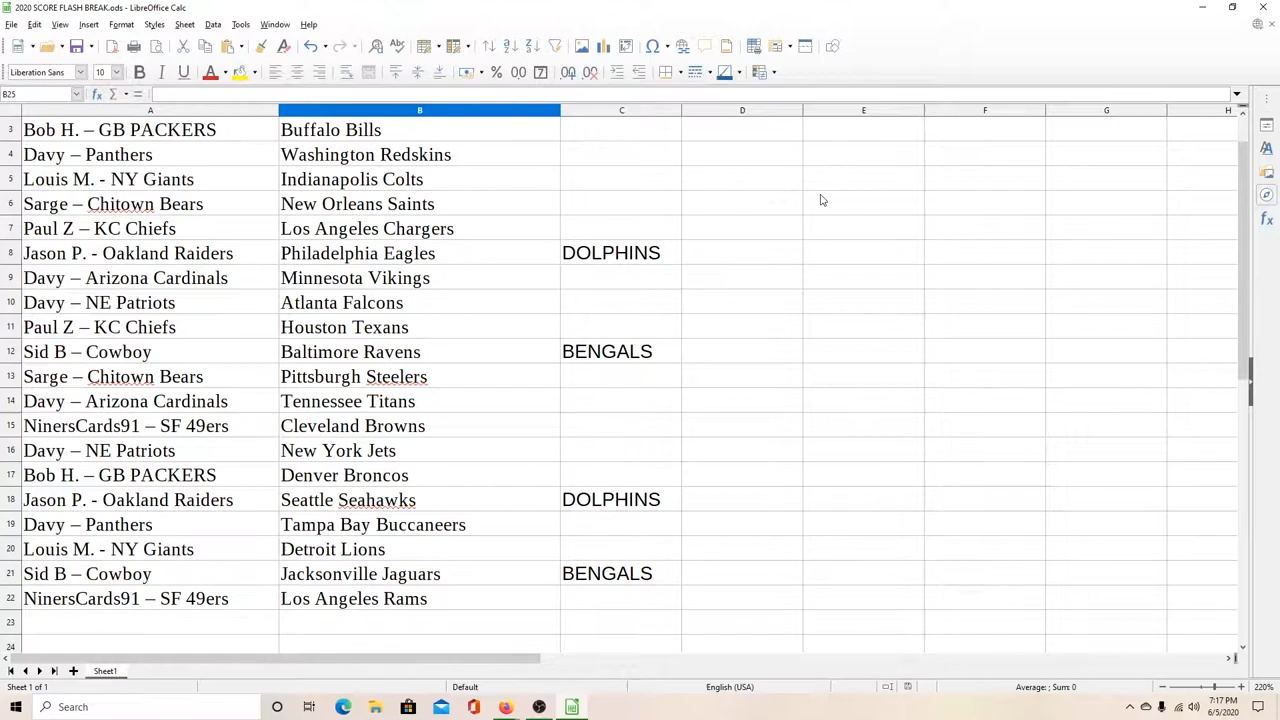 2020 SCORE FLASH BREAK.ods - LibreOffice Calc
File Edit View Insert Format Styles Sheet Data Tools Window Help
Liberation Sans 10
B25
A B C D E F G H
3 Bob H. – GB PACKERS Buffalo Bills
4 Davy – Panthers Washington Redskins
5 Louis M. - NY Giants Indianapolis Colts
6 Sarge – Chitown Bears New Orleans Saints
7 Paul Z – KC Chiefs Los Angeles Chargers
8 Jason P. - Oakland Raiders Philadelphia Eagles DOLPHINS
9 Davy – Arizona Cardinals Minnesota Vikings
10 Davy – NE Patriots Atlanta Falcons
11 Paul Z – KC Chiefs Houston Texans
12 Sid B – Cowboy Baltimore Ravens BENGALS
13 Sarge – Chitown Bears Pittsburgh Steelers
14 Davy – Arizona Cardinals Tennessee Titans
15 NinersCards91 – SF 49ers Cleveland Browns
16 Davy – NE Patriots New York Jets
17 Bob H. – GB PACKERS Denver Broncos
18 Jason P. - Oakland Raiders Seattle Seahawks DOLPHINS
19 Davy – Panthers Tampa Bay Buccaneers
20 Louis M. - NY Giants Detroit Lions
21 Sid B – Cowboy Jacksonville Jaguars BENGALS
22 NinersCards91 – SF 49ers Los Angeles Rams
23
24
Sheet1
Sheet 1 of 1 Default English (USA) Average: ; Sum: 0 220%
Search 7:17 PM
6/5/2020